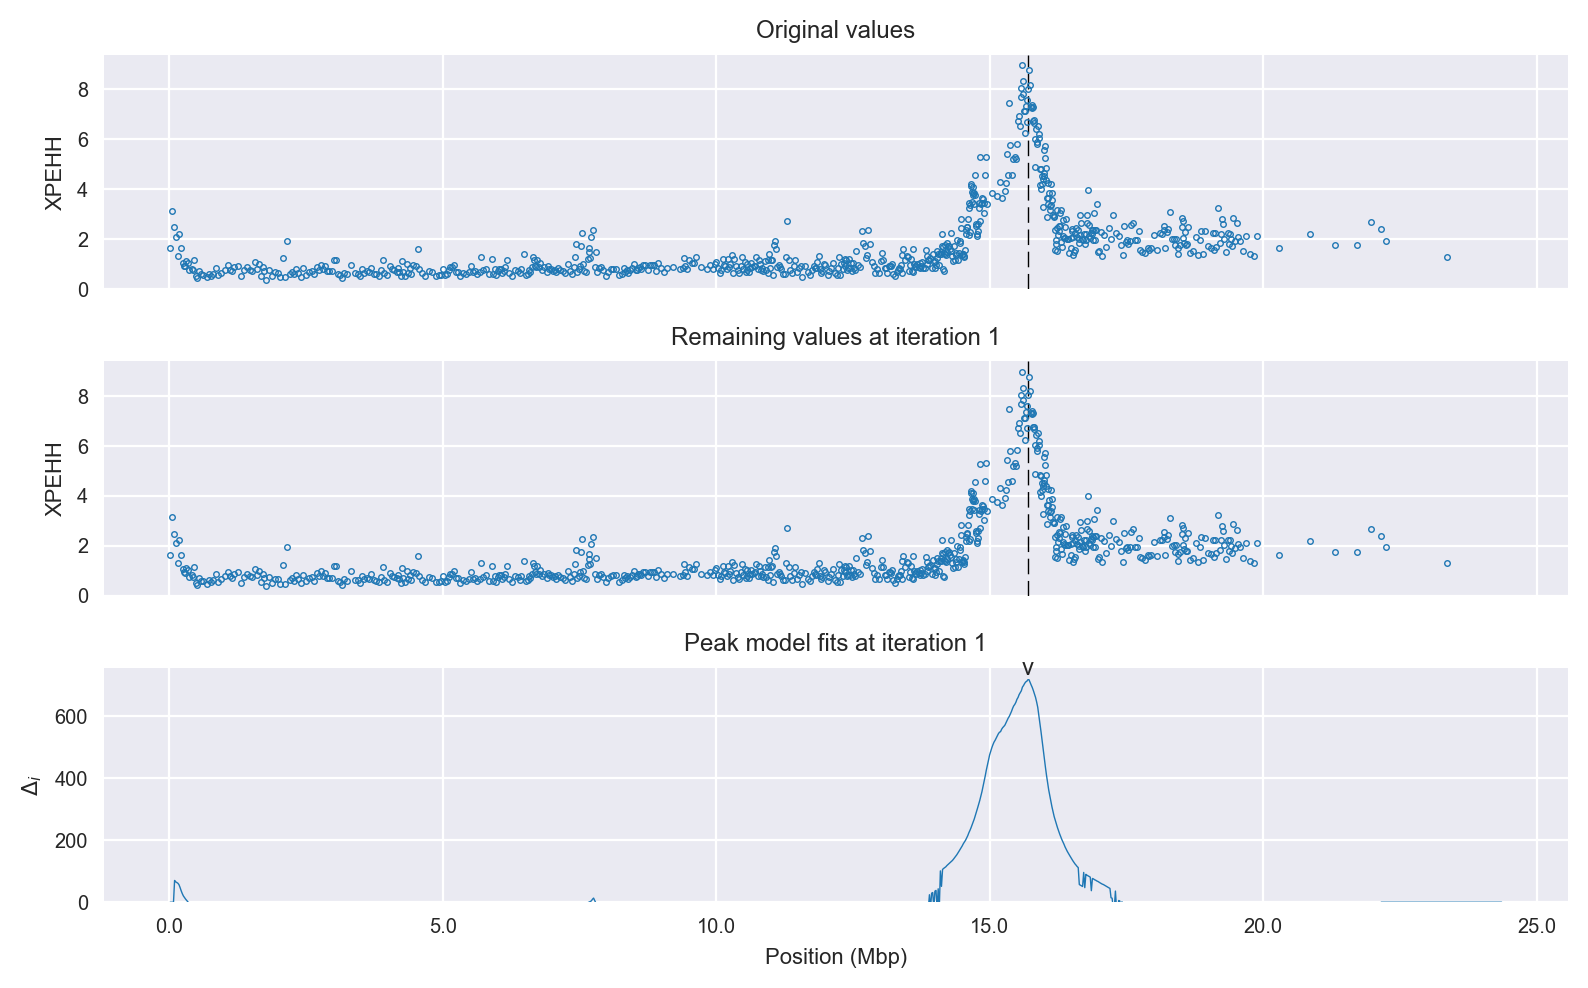 Original values
8
6
4
2
0
XPEHH
Remaining values at iteration 1
8
6
4
2
0
XPEHH
Peak model fits at iteration 1
v
600
400
200
0
Δi
0.0 5.0 10.0 15.0 20.0 25.0
Position (Mbp)